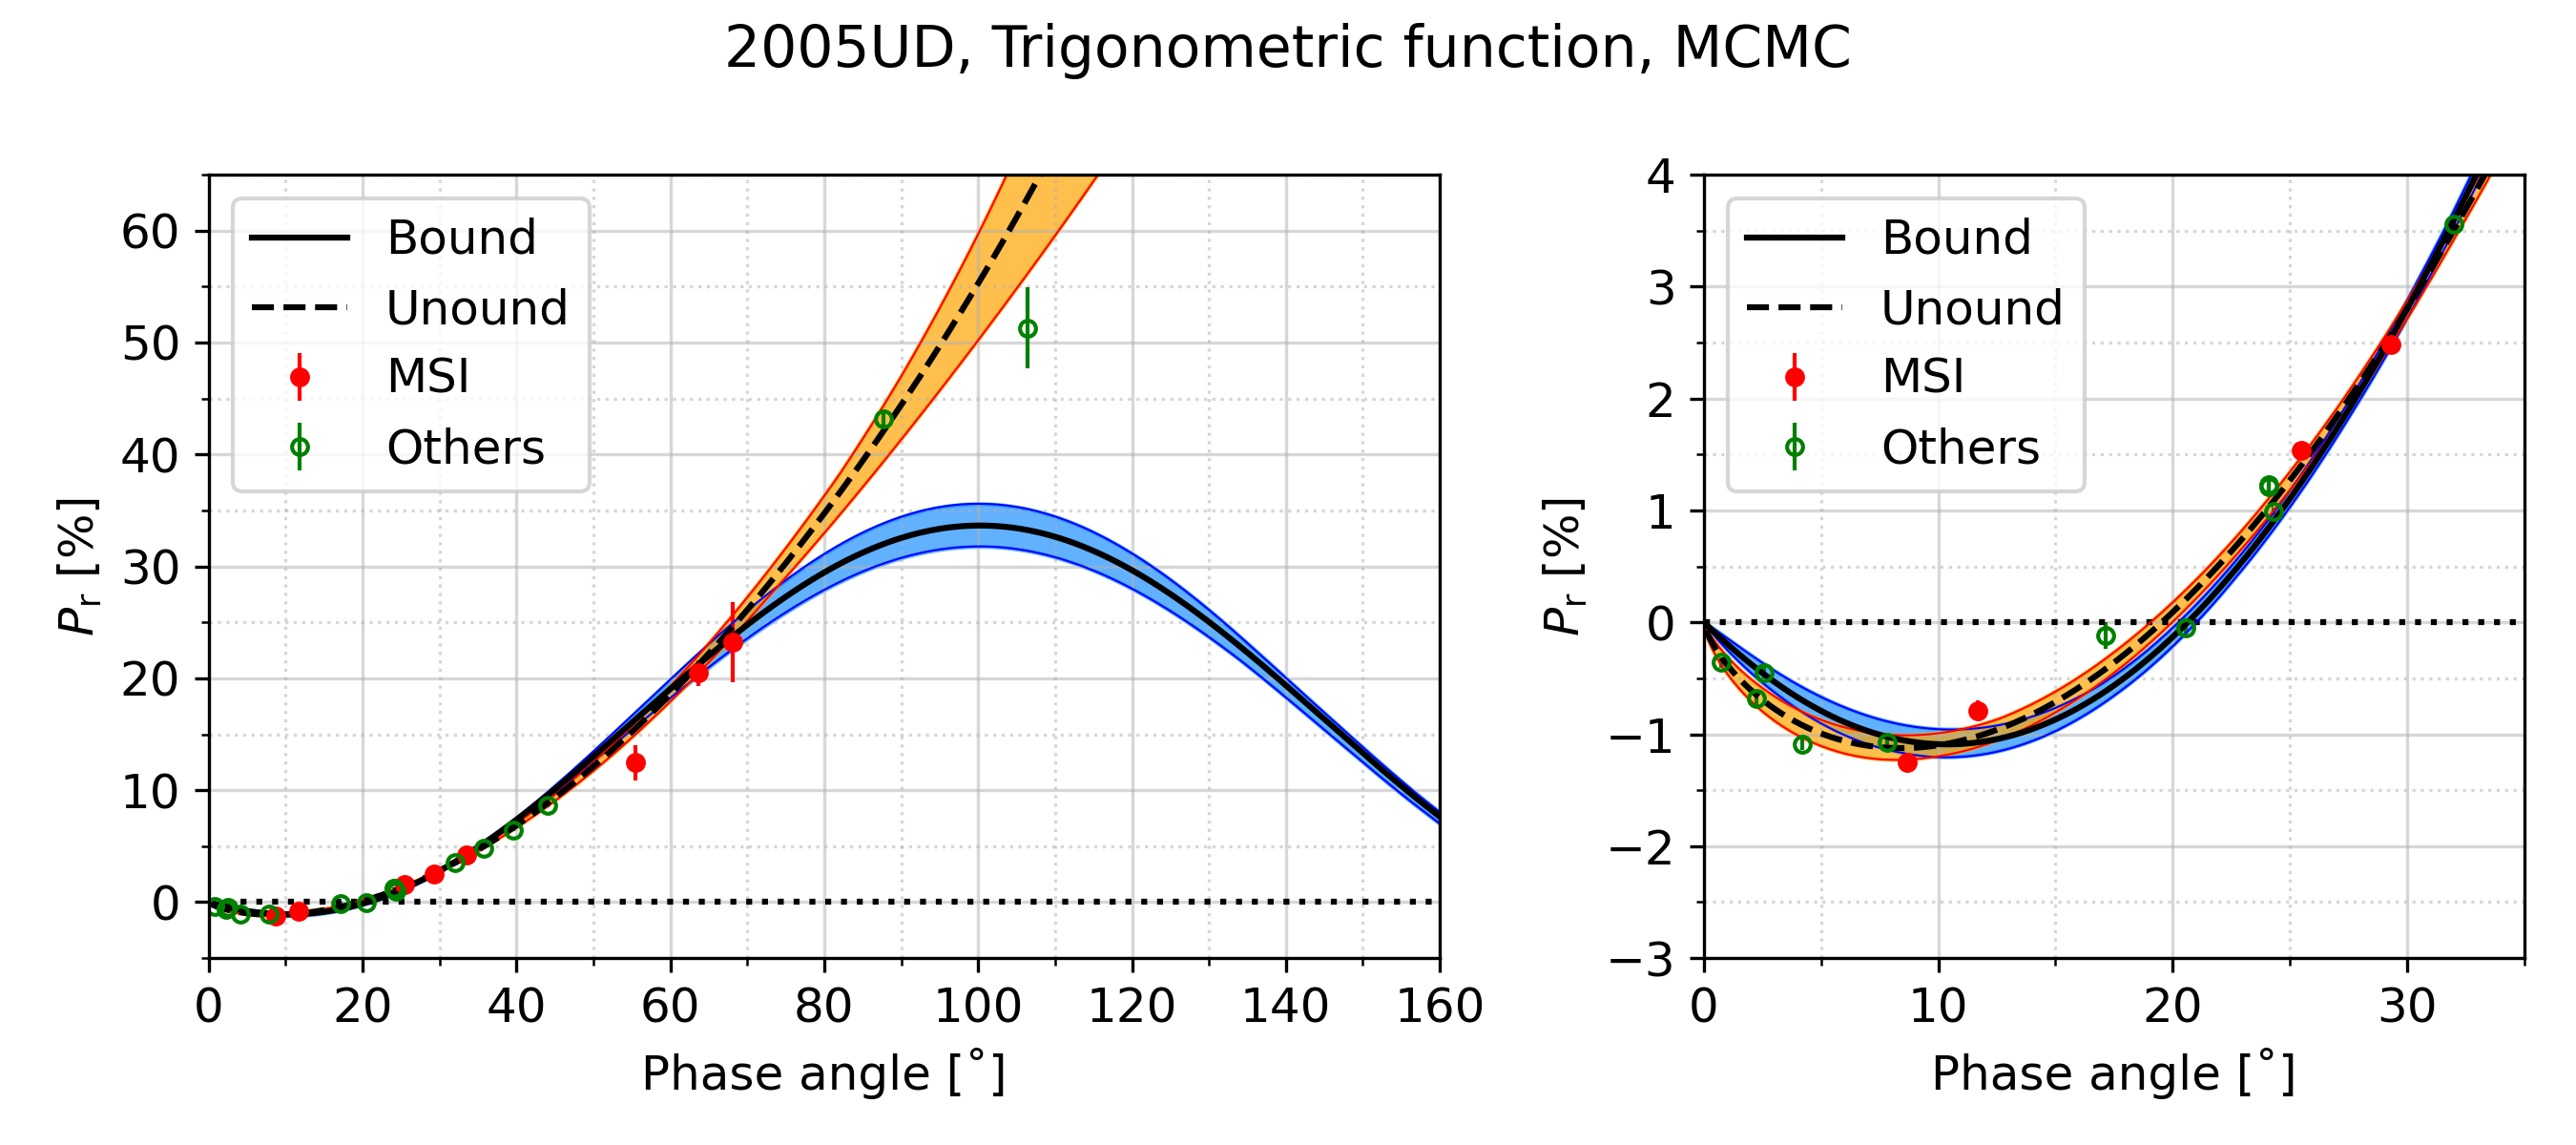 2005UD, Trigonometric function, MCMC
Bound
Unound
MSI
Others
60
50
40
30
20
10
0
Pr [%]
0 20 40 60 80 100 120 140 160
Phase angle [˚]
Bound
Unound
MSI
Others
4
3
2
1
0
−1
−2
−3
Pr [%]
0 10 20 30
Phase angle [˚]